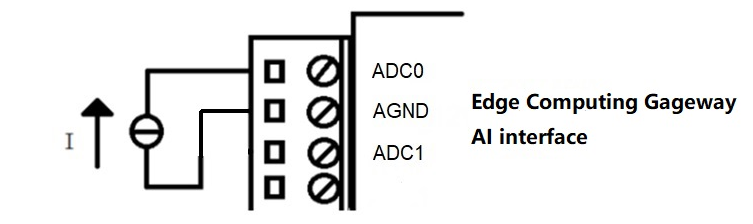 ADC0
AGND
ADC1
I
Edge Computing Gageway
AI interface